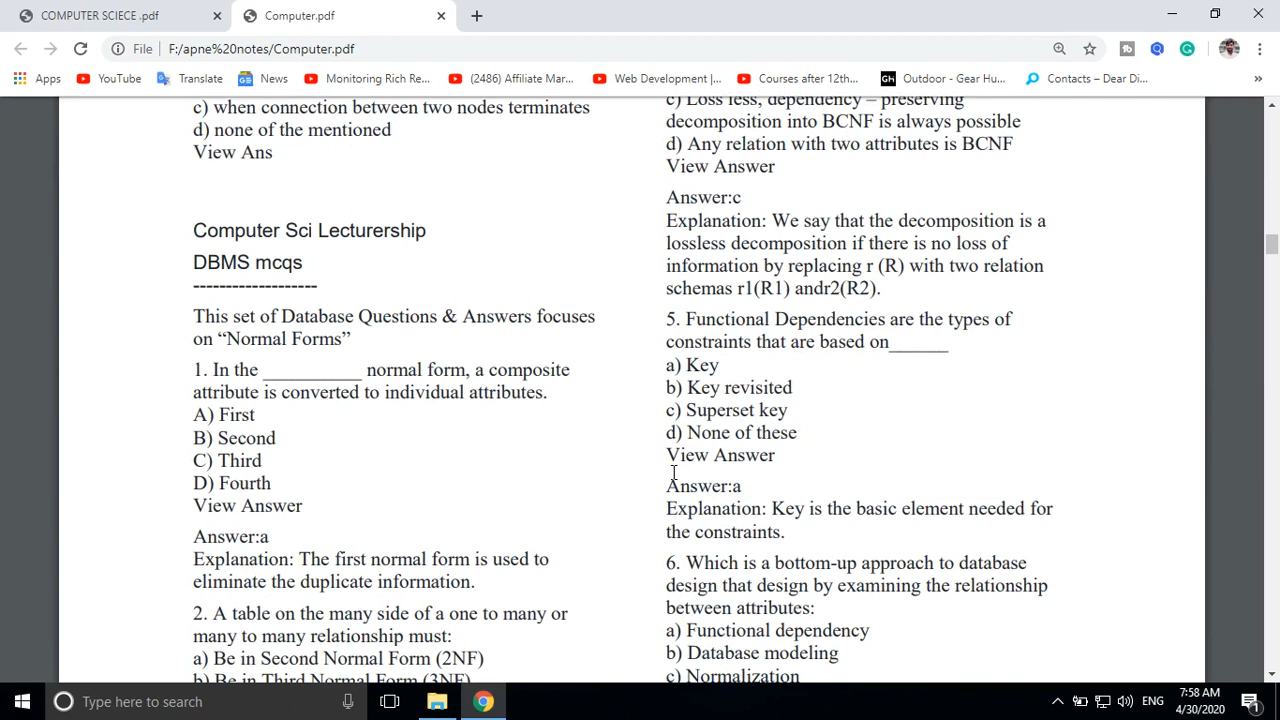 COMPUTER SCIECE .pdf
Computer.pdf
File
F:/apne%20notes/Computer.pdf
Apps
YouTube
Translate
News
Monitoring Rich Re...
(2486) Affiliate Mar...
Web Development |...
Courses after 12th...
GH
Outdoor – Gear Hu...
Contacts – Dear Di...
»
c) when connection between two nodes terminates
d) none of the mentioned
View Ans
Computer Sci Lecturership
DBMS mcqs
-------------------
This set of Database Questions & Answers focuses
on “Normal Forms”
1. In the __________ normal form, a composite
attribute is converted to individual attributes.
A) First
B) Second
C) Third
D) Fourth
View Answer
Answer:a
Explanation: The first normal form is used to
eliminate the duplicate information.
2. A table on the many side of a one to many or
many to many relationship must:
a) Be in Second Normal Form (2NF)
b) Be in Third Normal Form (3NF)
c) Loss less, dependency – preserving
decomposition into BCNF is always possible
d) Any relation with two attributes is BCNF
View Answer
Answer:c
Explanation: We say that the decomposition is a
lossless decomposition if there is no loss of
information by replacing r (R) with two relation
schemas r1(R1) andr2(R2).
5. Functional Dependencies are the types of
constraints that are based on______
a) Key
b) Key revisited
c) Superset key
d) None of these
View Answer
Answer:a
Explanation: Key is the basic element needed for
the constraints.
6. Which is a bottom-up approach to database
design that design by examining the relationship
between attributes:
a) Functional dependency
b) Database modeling
c) Normalization
Type here to search
ENG
7:58 AM
4/30/2020
1